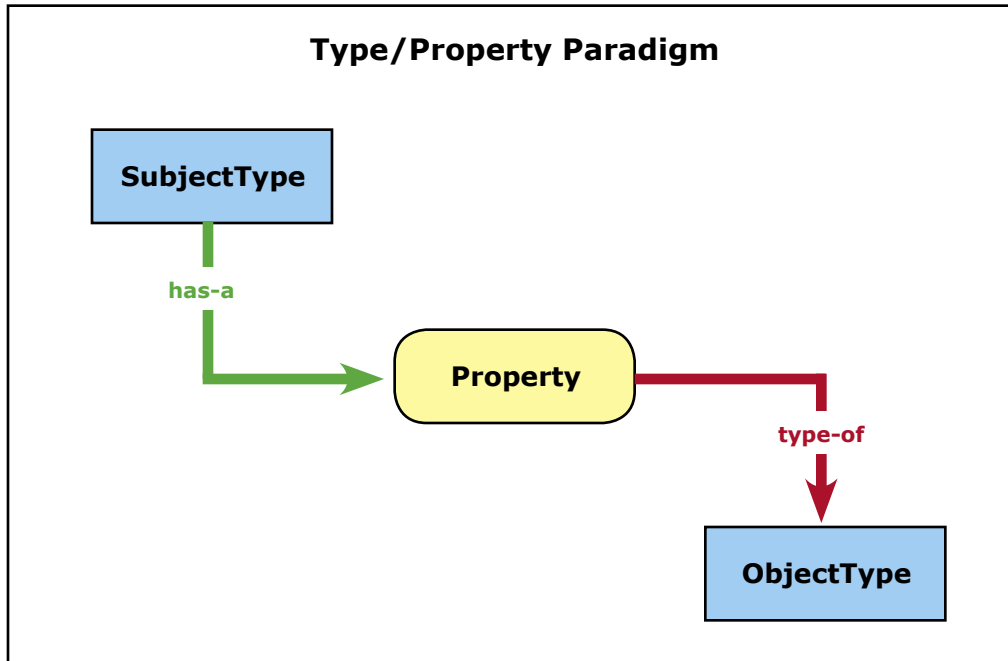 Type/Property Paradigm
SubjectType
has-a
Property
type-of
ObjectType